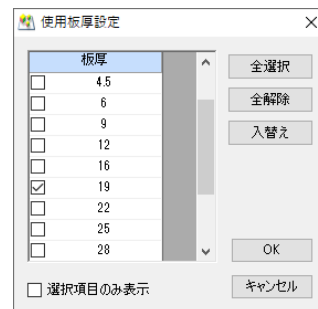 使用板厚設定
板厚
4.5
6
9
12
16
19
22
25
28
全選択
全解除
入替え
OK
選択項目のみ表示
キャンセル